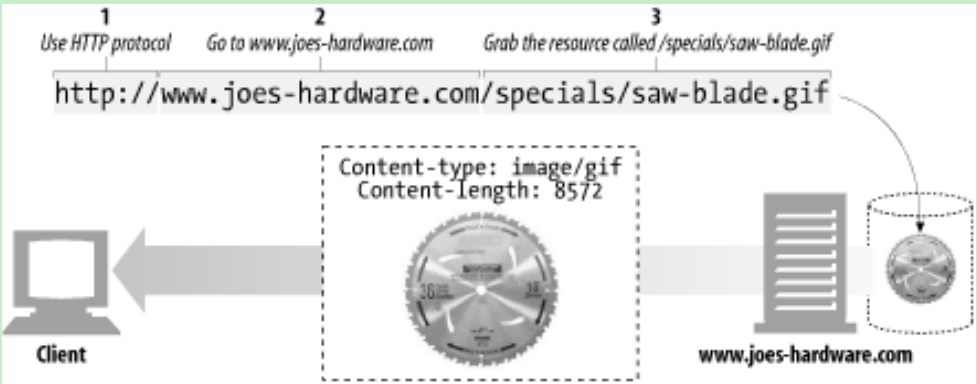 1 2 3
Use HTTP protocol Go to www.joes-hardware.com Grab the resource called /specials/saw-blade.gif
http://www.joes-hardware.com/specials/saw-blade.gif
Content-type: image/gif
Content-length: 8572
Client
www.joes-hardware.com